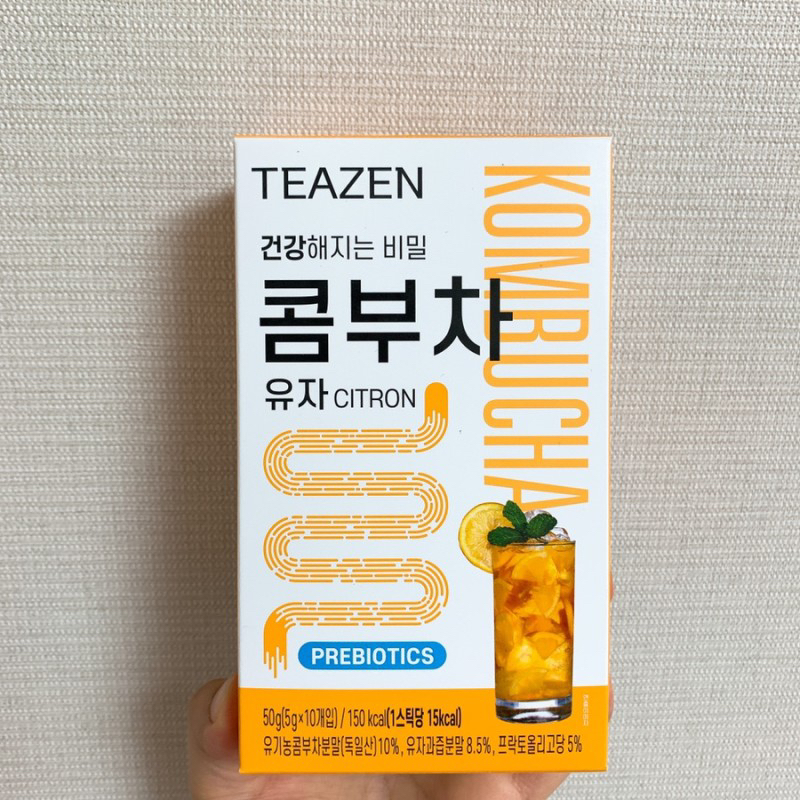 TEAZEN
KOMBUCHA
건강해지는 비밀
콤부차
유자 CITRON
PREBIOTICS
50g(5g×10개입) / 150 kcal(1스틱당 15kcal)
유기농콤부차분말(독일산)10%, 유자과즙분말 8.5%, 프락토올리고당 5%